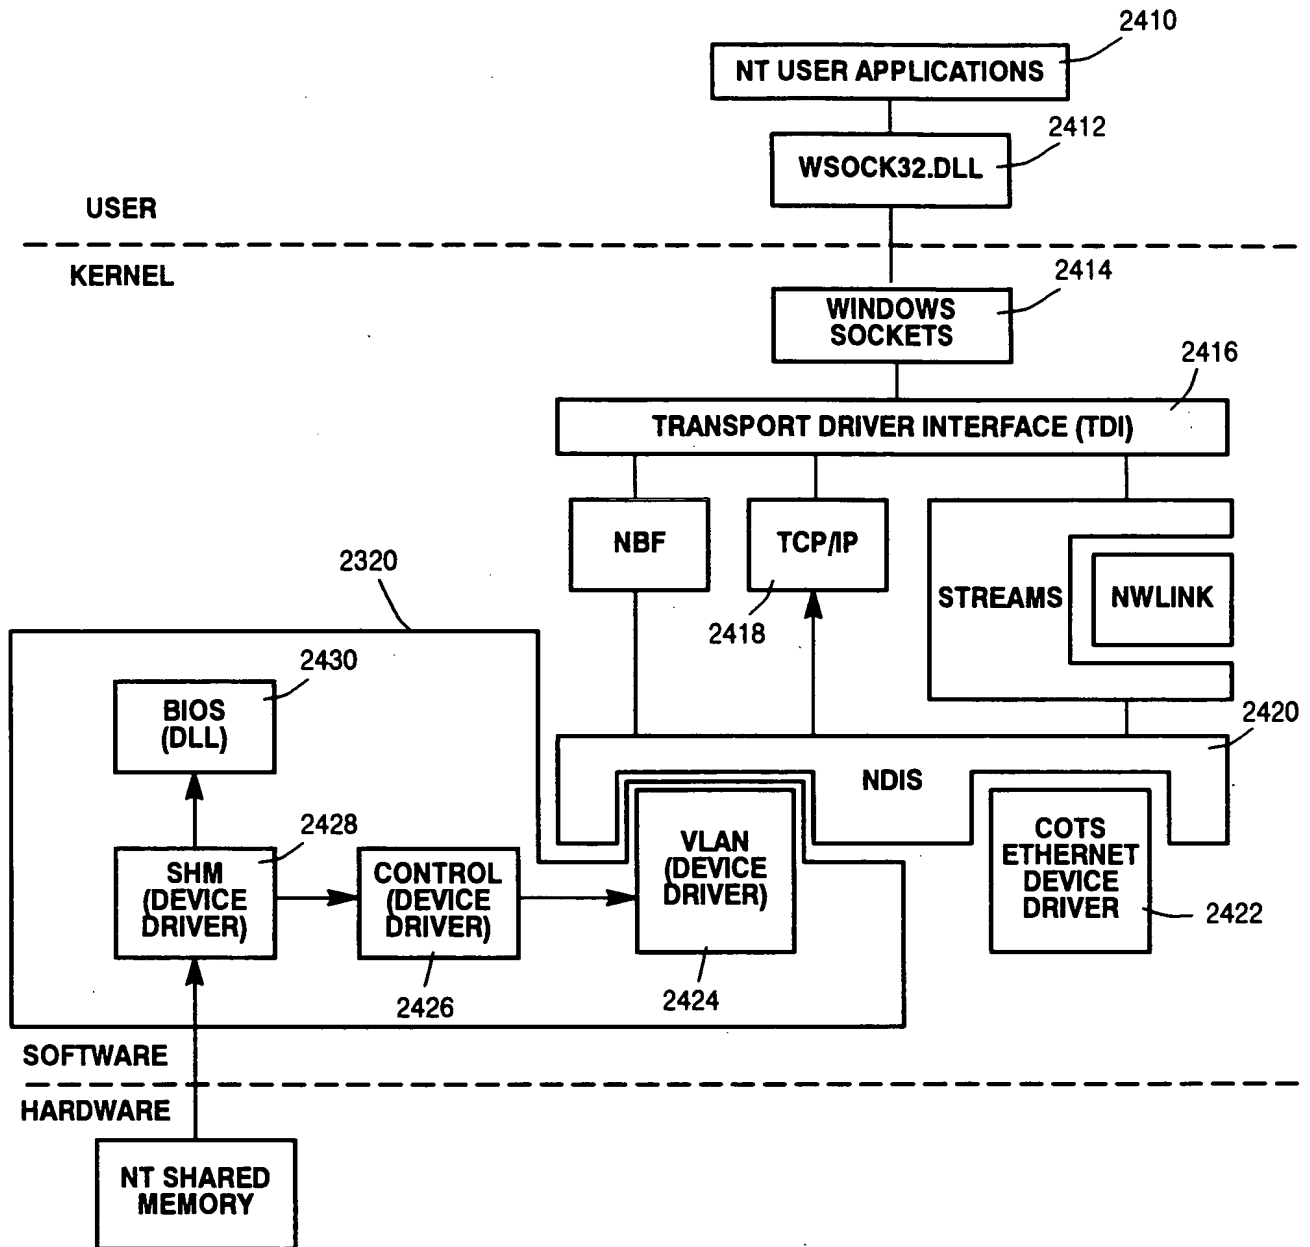 2410
NT USER APPLICATIONS
2412
WSOCK32.DLL
USER
KERNEL
2414
WINDOWS
SOCKETS
2416
TRANSPORT DRIVER INTERFACE (TDI)
NBF
TCP/IP
2418
STREAMS
NWLINK
2320
2430
BIOS
(DLL)
2420
NDIS
2428
SHM
(DEVICE
DRIVER)
CONTROL
(DEVICE
DRIVER)
2426
VLAN
(DEVICE
DRIVER)
2424
COTS
ETHERNET
DEVICE
DRIVER
2422
SOFTWARE
HARDWARE
NT SHARED
MEMORY